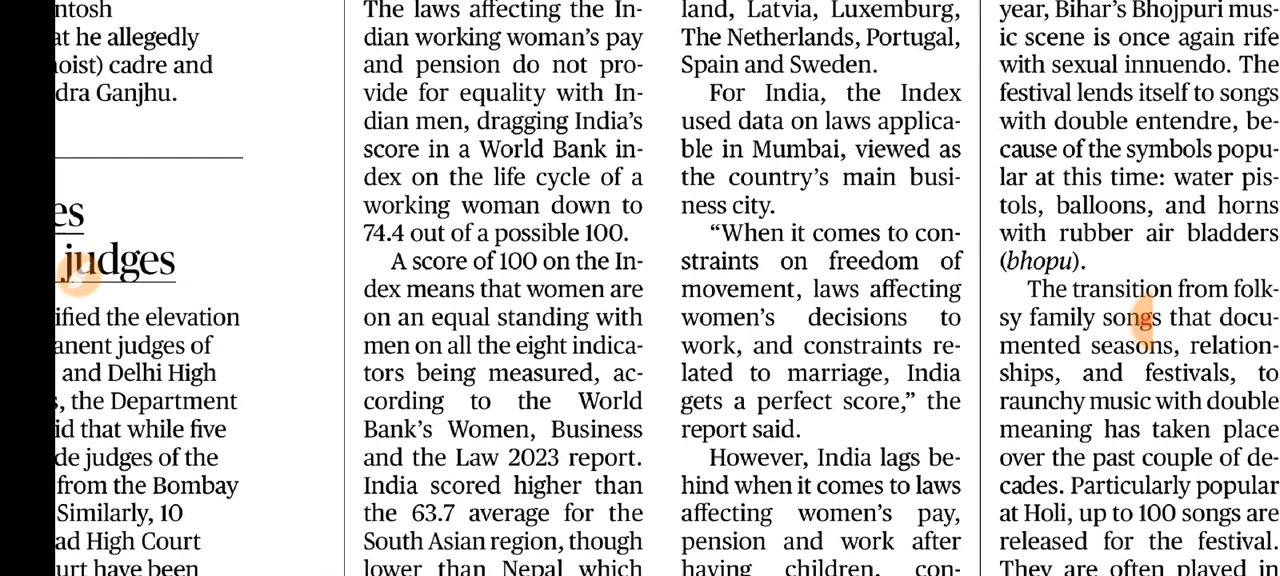 ntosh
at he allegedly
oist) cadre and
dra Ganjhu.
es
judges
ified the elevation
anent judges of
and Delhi High
s, the Department
id that while five
de judges of the
from the Bombay
Similarly, 10
ad High Court
urt have been
The laws affecting the In-
dian working woman's pay
and pension do not pro-
vide for equality with In-
dian men, dragging India's
score in a World Bank in-
dex on the life cycle of a
working woman down to
74.4 out of a possible 100.
A score of 100 on the In-
dex means that women are
on an equal standing with
men on all the eight indica-
tors being measured, ac-
cording to the World
Bank's Women, Business
and the Law 2023 report.
India scored higher than
the 63.7 average for the
South Asian region, though
lower than Nepal which
land, Latvia, Luxemburg,
The Netherlands, Portugal,
Spain and Sweden.
For India, the Index
used data on laws applica-
ble in Mumbai, viewed as
the country's main busi-
ness city.
"When it comes to con-
straints on freedom of
movement, laws affecting
women's decisions to
work, and constraints re-
lated to marriage, India
gets a perfect score," the
report said.
However, India lags be-
hind when it comes to laws
affecting women's pay,
pension and work after
having children, con-
year, Bihar's Bhojpuri mus-
ic scene is once again rife
with sexual innuendo. The
festival lends itself to songs
with double entendre, be-
cause of the symbols popu-
lar at this time: water pis-
tols, balloons, and horns
with rubber air bladders
(bhopu).
The transition from folk-
sy family songs that docu-
mented seasons, relation-
ships, and festivals, to
raunchy music with double
meaning has taken place
over the past couple of de-
cades. Particularly popular
at Holi, up to 100 songs are
released for the festival.
They are often played in